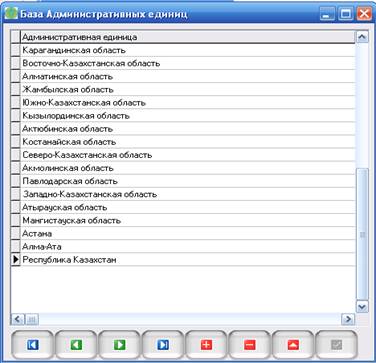 База Административных единиц
Административная единица
Карагандинская область
Восточно-Казахстанская область
Алматинская область
Жамбылская область
Южно-Казахстанская область
Кызылординская область
Актюбинская область
Костанайская область
Северо-Казахстанская область
Акмолинская область
Павлодарская область
Западно-Казахстанская область
Атырауская область
Мангистауская область
Астана
Алма-Ата
Республика Казахстан